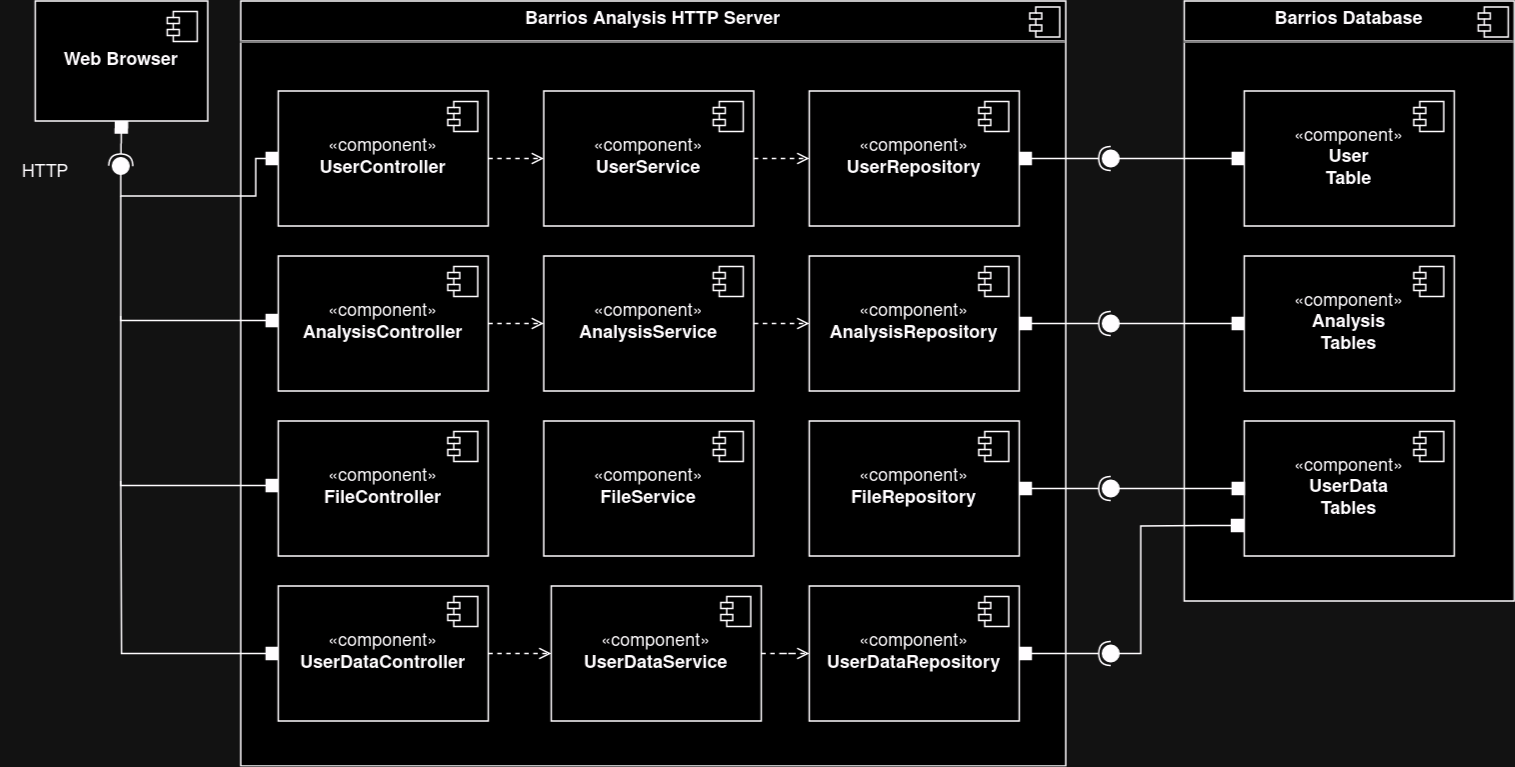 Web Browser
HTTP
Barrios Analysis HTTP Server
«component»
UserController
«component»
UserService
«component»
UserRepository
«component»
AnalysisController
«component»
AnalysisService
«component»
AnalysisRepository
«component»
FileController
«component»
FileService
«component»
FileRepository
«component»
UserDataController
«component»
UserDataService
«component»
UserDataRepository
Barrios Database
«component»
User
Table
«component»
Analysis
Tables
«component»
UserData
Tables